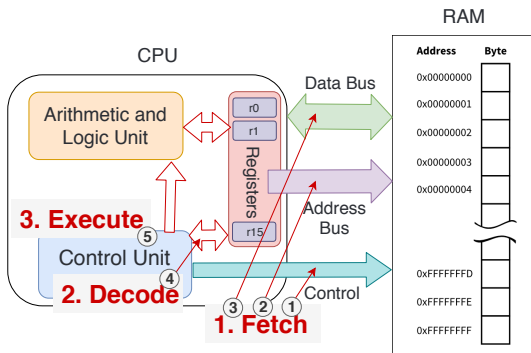 RAM
CPU
Address Byte
Data Bus
0x00000000
0x00000001
0x00000002
0x00000003
0x00000004
Arithmetic and
Logic Unit
r0
r1
Registers
r15
Address
Bus
3. Execute
5
Control Unit
4
2. Decode
3
2
1
Control
1. Fetch
0xFFFFFFFD
0xFFFFFFFE
0xFFFFFFFF